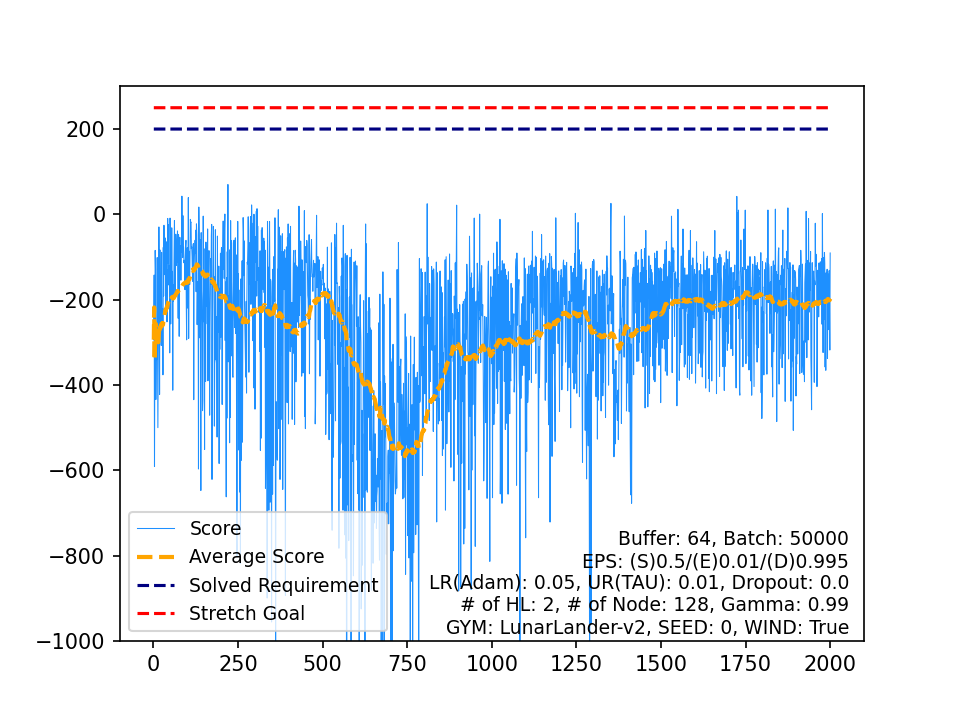 200
0
−200
−400
−600
−800
−1000
Score
Average Score
Solved Requirement
Stretch Goal
Buffer: 64, Batch: 50000
EPS: (S)0.5/(E)0.01/(D)0.995
LR(Adam): 0.05, UR(TAU): 0.01, Dropout: 0.0
# of HL: 2, # of Node: 128, Gamma: 0.99
GYM: LunarLander-v2, SEED: 0, WIND: True
0 250 500 750 1000 1250 1500 1750 2000